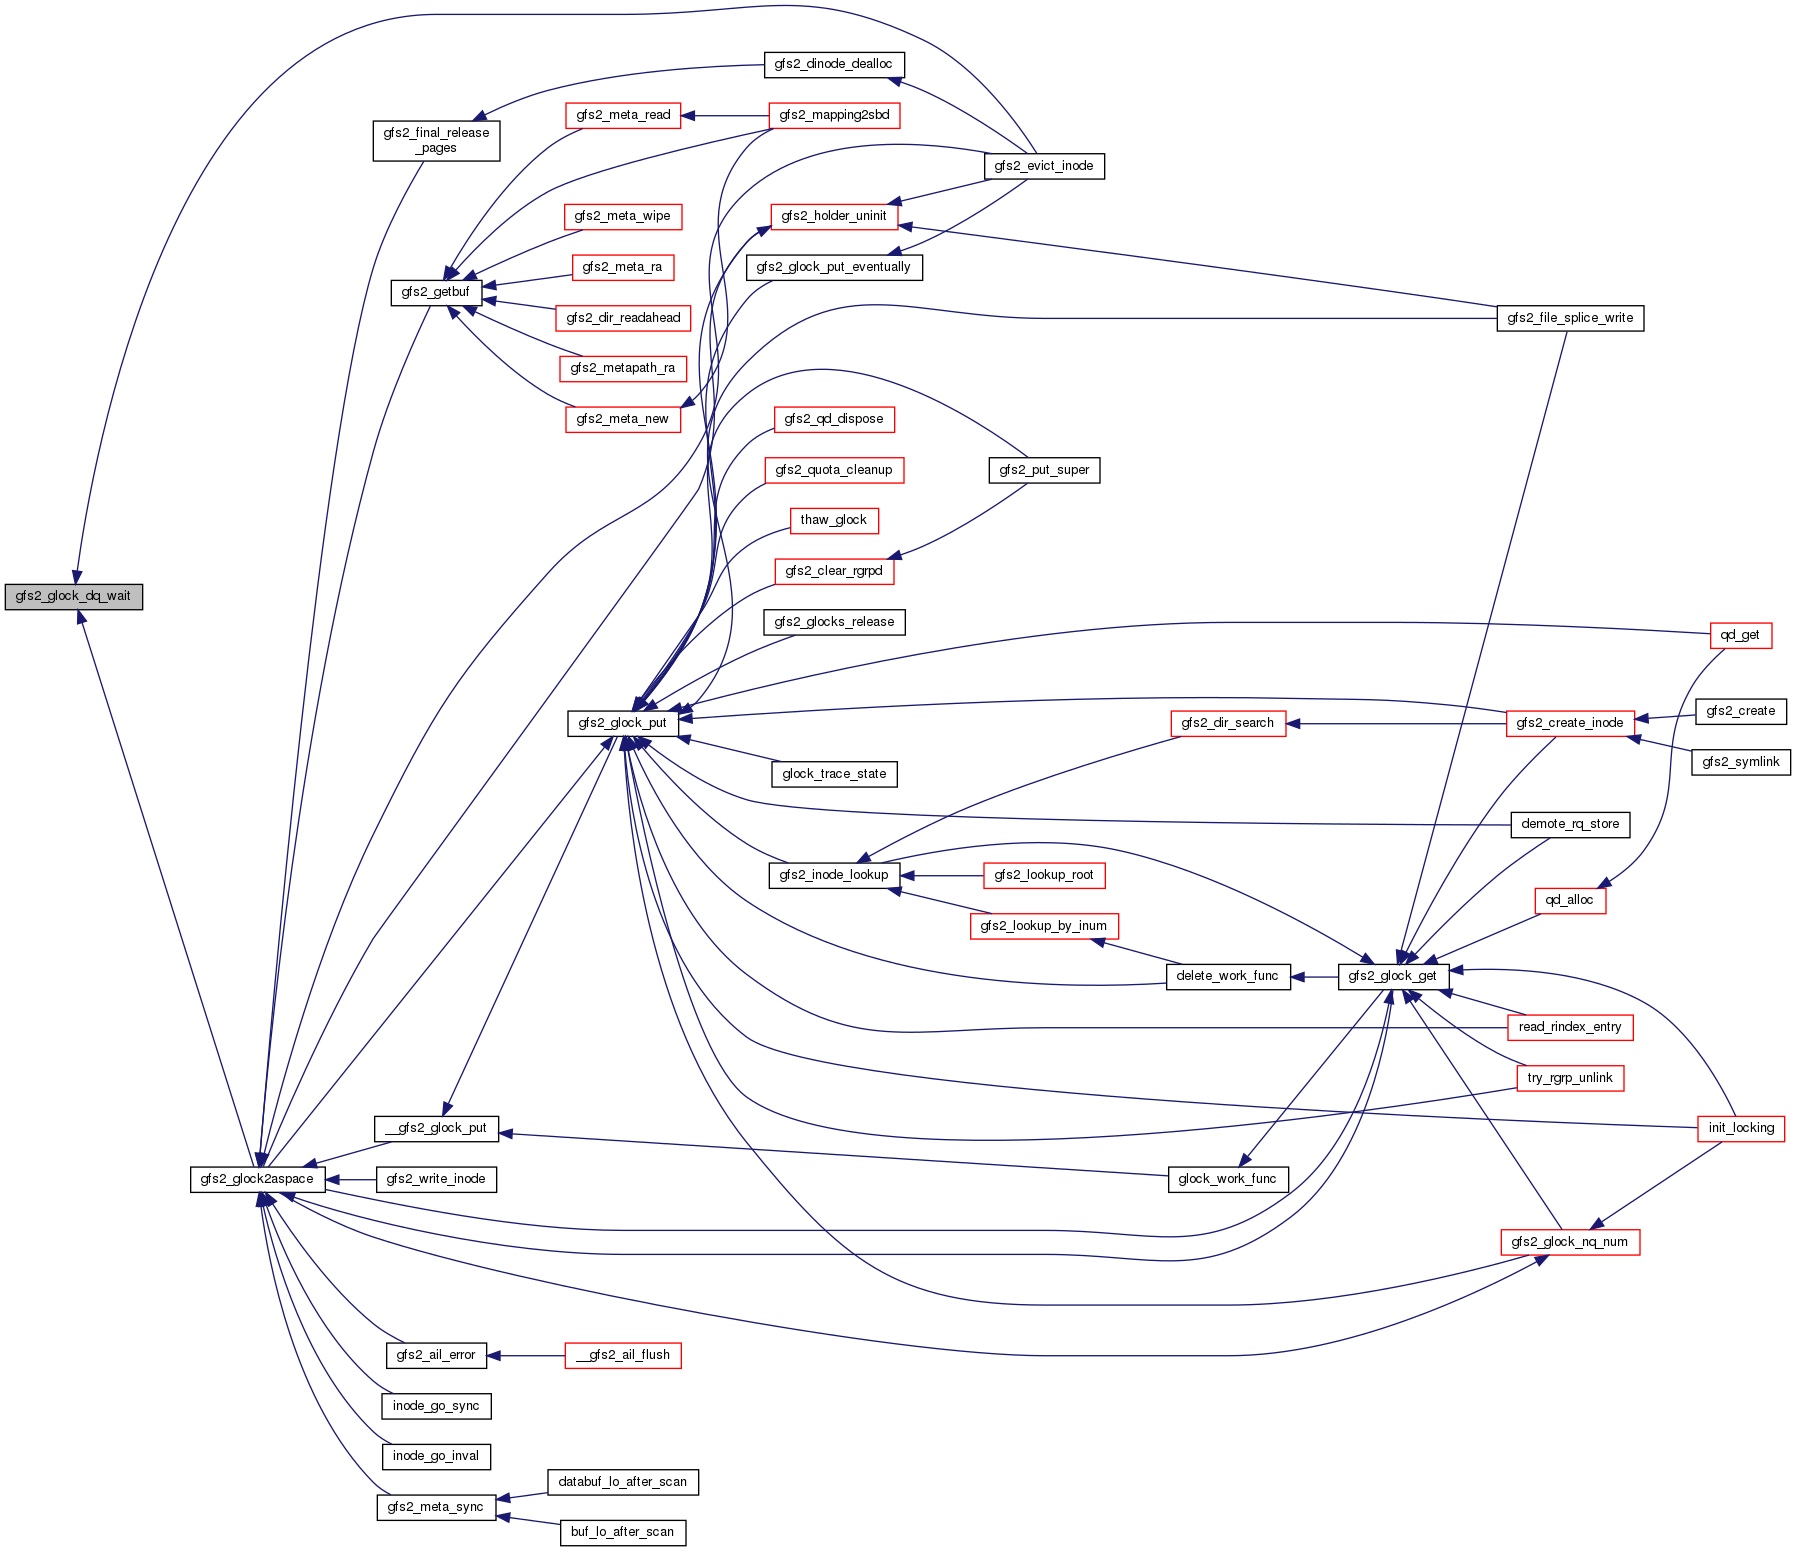 gfs2_dinode_dealloc
gfs2_meta_read
gfs2_mapping2sbd
gfs2_final_release
_pages
gfs2_evict_inode
gfs2_meta_wipe
gfs2_holder_uninit
gfs2_meta_ra
gfs2_glock_put_eventually
gfs2_getbuf
gfs2_dir_readahead
gfs2_file_splice_write
gfs2_metapath_ra
gfs2_meta_new
gfs2_qd_dispose
gfs2_quota_cleanup
gfs2_put_super
thaw_glock
gfs2_clear_rgrpd
gfs2_glock_dq_wait
gfs2_glocks_release
qd_get
gfs2_glock_put
gfs2_dir_search
gfs2_create_inode
gfs2_create
gfs2_symlink
glock_trace_state
demote_rq_store
gfs2_inode_lookup
gfs2_lookup_root
qd_alloc
gfs2_lookup_by_inum
delete_work_func
gfs2_glock_get
read_rindex_entry
try_rgrp_unlink
__gfs2_glock_put
init_locking
gfs2_glock2aspace
gfs2_write_inode
glock_work_func
gfs2_glock_nq_num
gfs2_ail_error
__gfs2_ail_flush
inode_go_sync
inode_go_inval
databuf_lo_after_scan
gfs2_meta_sync
buf_lo_after_scan